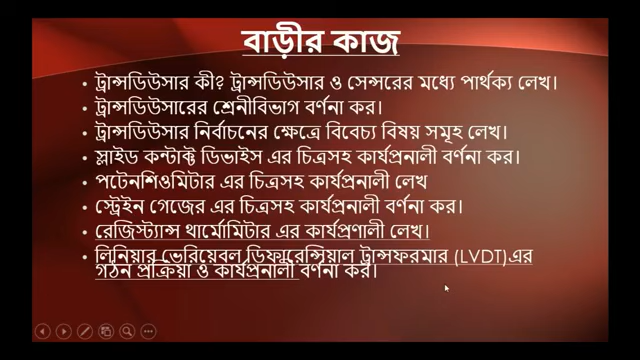 বাড়ীর কাজ
• ট্রান্সডিউসার কী? ট্রান্সডিউসার ও সেন্সরের মধ্যে পার্থক্য লেখ।
• ট্রান্সডিউসারের শ্রেনীবিভাগ বর্ণনা কর।
• ট্রান্সডিউসার নির্বাচনের ক্ষেত্রে বিবেচ্য বিষয় সমূহ লেখ।
• স্লাইড কন্টাক্ট ডিভাইস এর চিত্রসহ কার্যপ্রনালী বর্ণনা কর।
• পটেনশিওমিটার এর চিত্রসহ কার্যপ্রনালী লেখ
• স্ট্রেইন গেজের এর চিত্রসহ কার্যপ্রনালী বর্ণনা কর।
• রেজিস্ট্যান্স থার্মোমিটার এর কার্যপ্রণালী লেখ।
• লিনিয়ার ভেরিয়েবল ডিফারেন্সিয়াল ট্রান্সফরমার (LVDT)এর
গঠন প্রক্রিয়া ও কার্যপ্রনালী বর্ণনা কর।